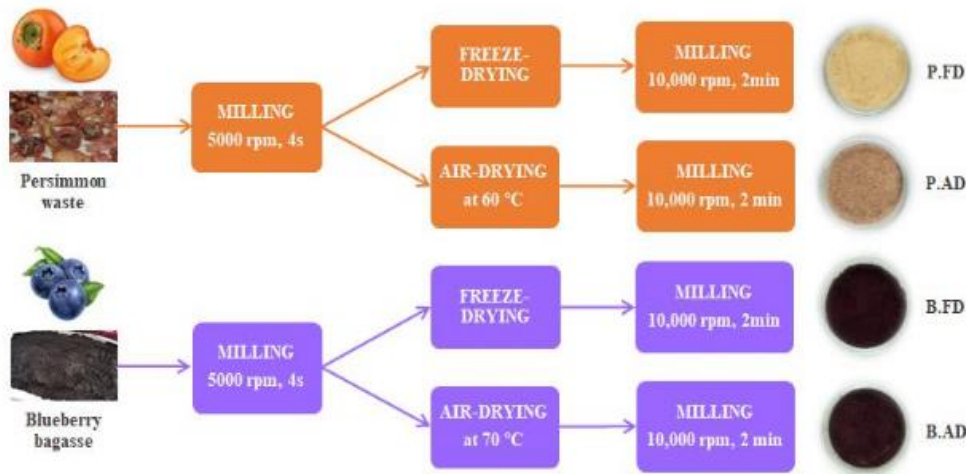 FREEZE-
DRYING
MILLING
10,000 rpm, 2min
P.FD
MILLING
5000 rpm, 4s
Persimmon
waste
AIR-DRYING
at 60 °C
MILLING
10,000 rpm, 2 min
P.AD
FREEZE-
DRYING
MILLING
10,000 rpm, 2min
B.FD
MILLING
5000 rpm, 4s
Blueberry
bagasse
AIR-DRYING
at 70 °C
MILLING
10,000 rpm, 2 min
B.AD